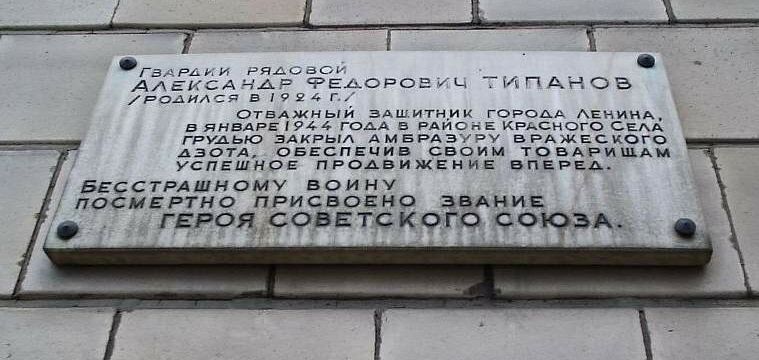 Гвардии рядовой
Александр Федорович Типанов
/родился в 1924 г./
Отважный защитник города Ленина,
в январе 1944 года в районе Красного Села
грудью закрыл амбразуру вражеского
дзота, обеспечив своим товарищам
успешное продвижение вперед.
Бесстрашному воину
посмертно присвоено звание
Героя Советского Союза.